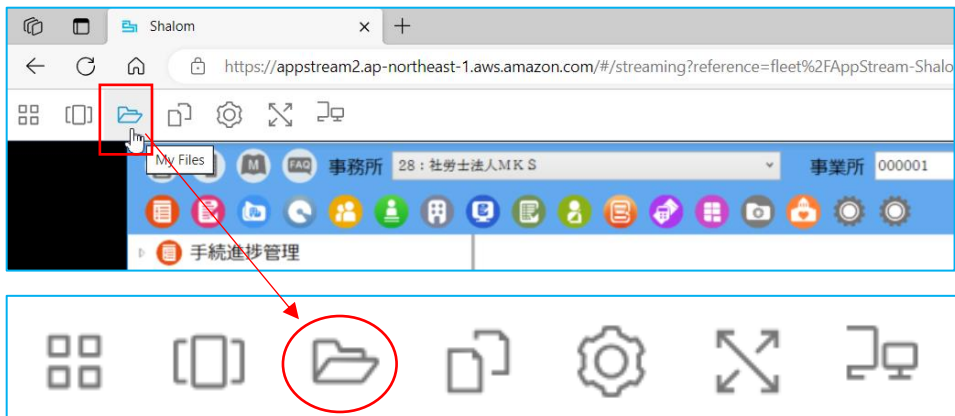 Shalom
https://appstream2.ap-northeast-1.aws.amazon.com/#/streaming?reference=fleet%2FAppStream-Shalo
My Files
M FAQ 事務所 28：社労士法人ＭＫＳ 事業所 000001
手続進捗管理